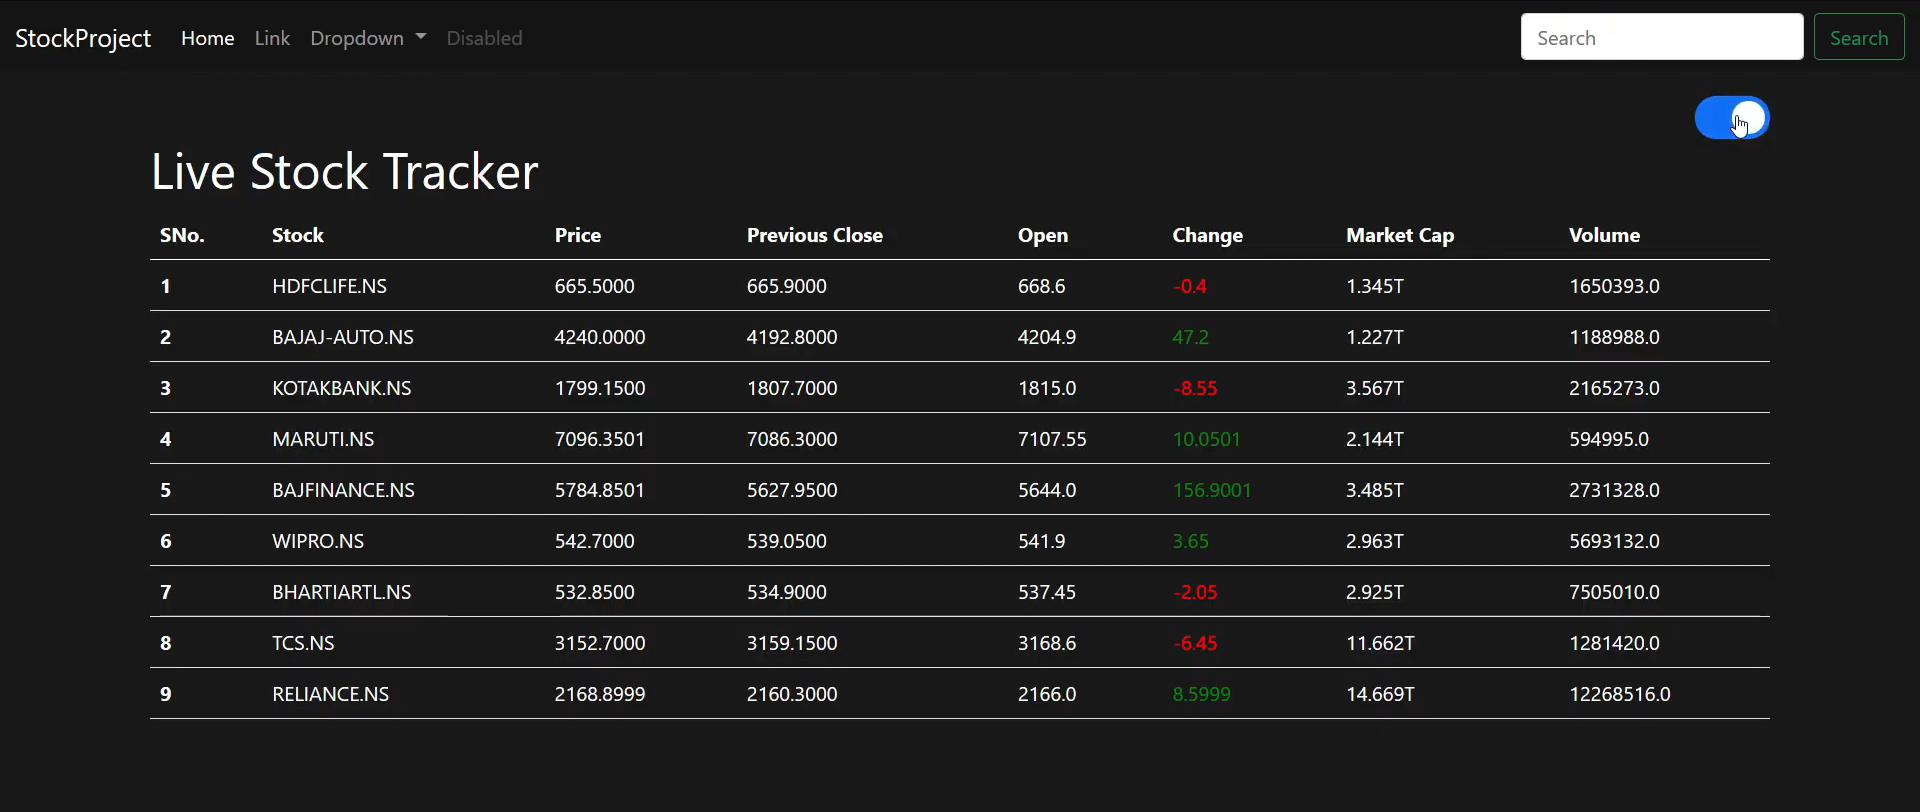 StockProject Home Link Dropdown Disabled Search Search
Live Stock Tracker
SNo. Stock Price Previous Close Open Change Market Cap Volume
1 HDFCLIFE.NS 665.5000 665.9000 668.6 -0.4 1.345T 1650393.0
2 BAJAJ-AUTO.NS 4240.0000 4192.8000 4204.9 47.2 1.227T 1188988.0
3 KOTAKBANK.NS 1799.1500 1807.7000 1815.0 -8.55 3.567T 2165273.0
4 MARUTI.NS 7096.3501 7086.3000 7107.55 10.0501 2.144T 594995.0
5 BAJFINANCE.NS 5784.8501 5627.9500 5644.0 156.9001 3.485T 2731328.0
6 WIPRO.NS 542.7000 539.0500 541.9 3.65 2.963T 5693132.0
7 BHARTIARTL.NS 532.8500 534.9000 537.45 -2.05 2.925T 7505010.0
8 TCS.NS 3152.7000 3159.1500 3168.6 -6.45 11.662T 1281420.0
9 RELIANCE.NS 2168.8999 2160.3000 2166.0 8.5999 14.669T 12268516.0